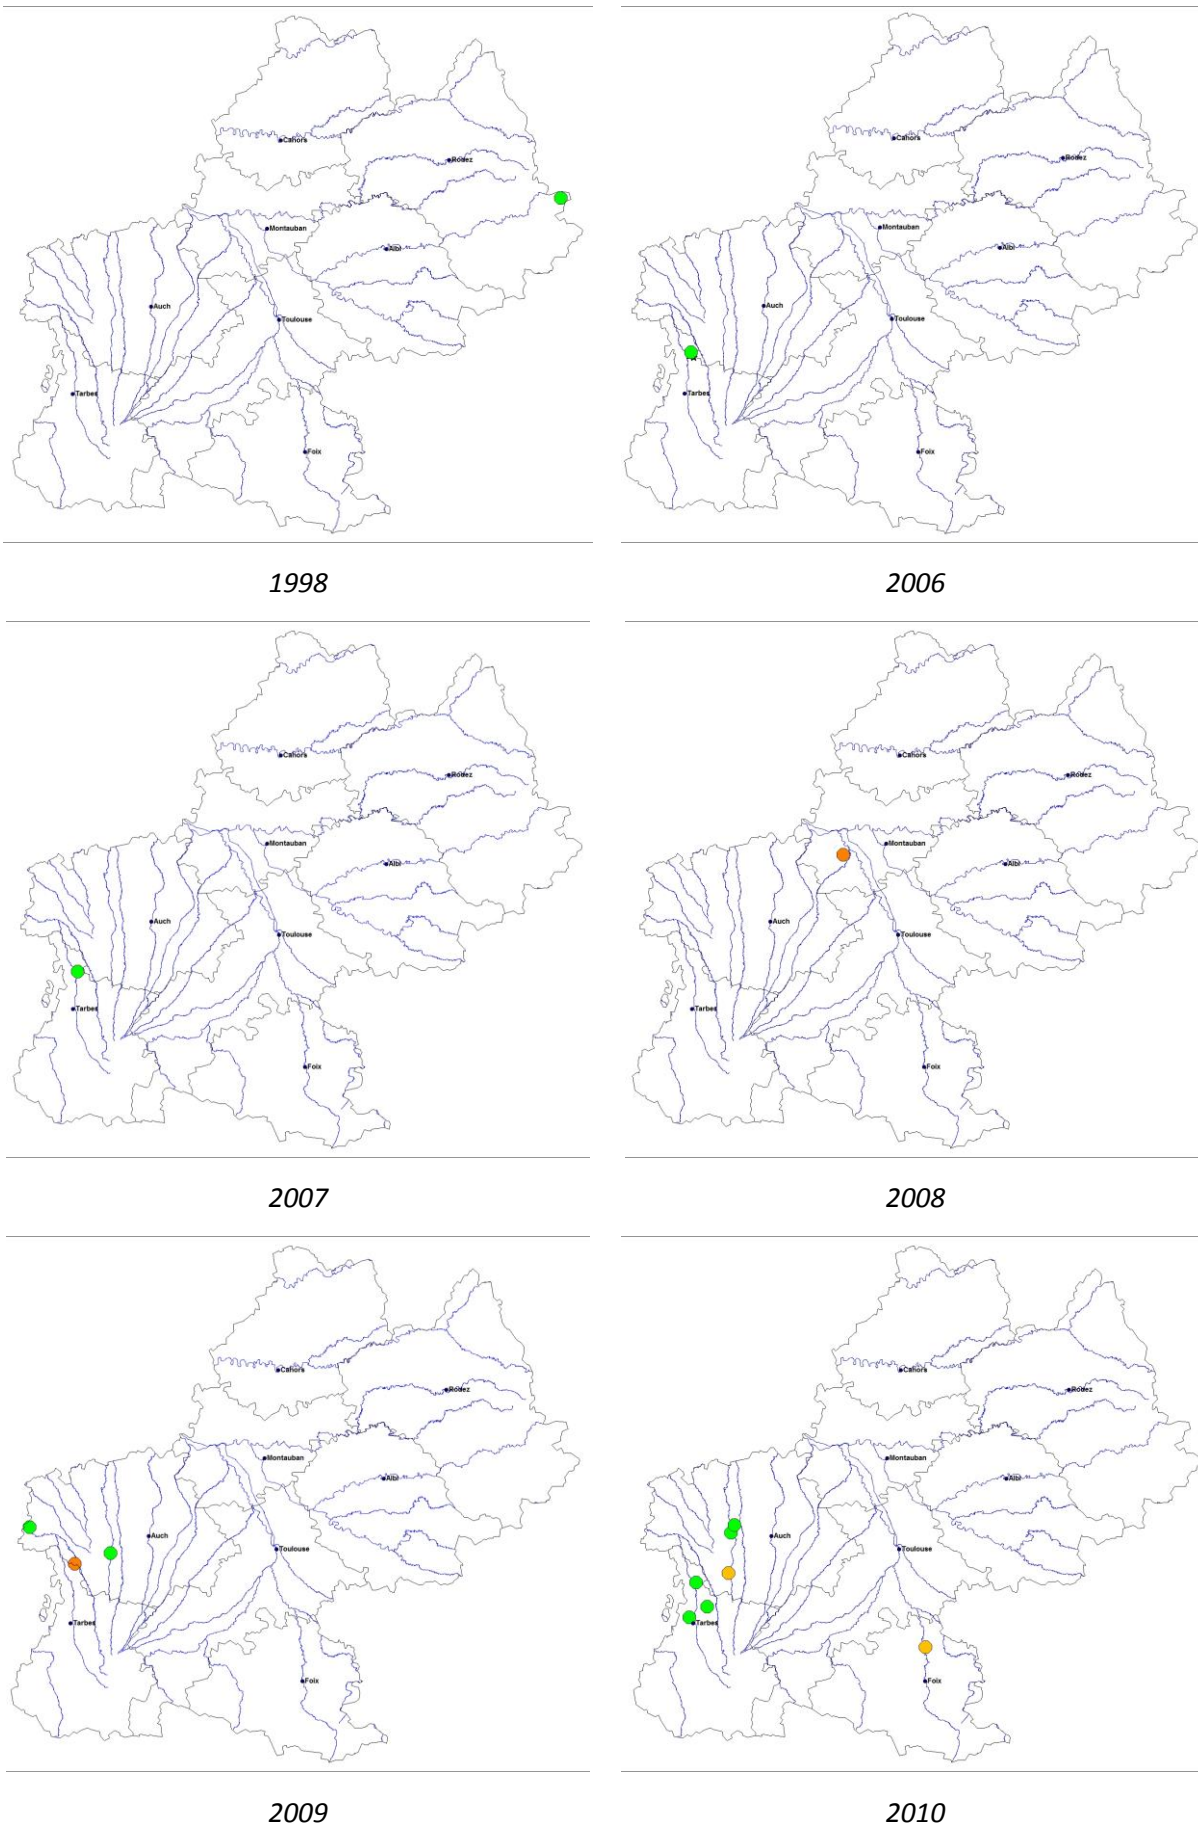 Cahors
Rodez
Montauban
Albi
Auch
Toulouse
Tarbes
Foix
1998
Cahors
Rodez
Montauban
Albi
Auch
Toulouse
Tarbes
Foix
2006
Cahors
Rodez
Montauban
Albi
Auch
Toulouse
Tarbes
Foix
2007
Cahors
Rodez
Montauban
Albi
Auch
Toulouse
Tarbes
Foix
2008
Cahors
Rodez
Montauban
Albi
Auch
Toulouse
Tarbes
Foix
2009
Cahors
Rodez
Montauban
Albi
Auch
Toulouse
Tarbes
Foix
2010